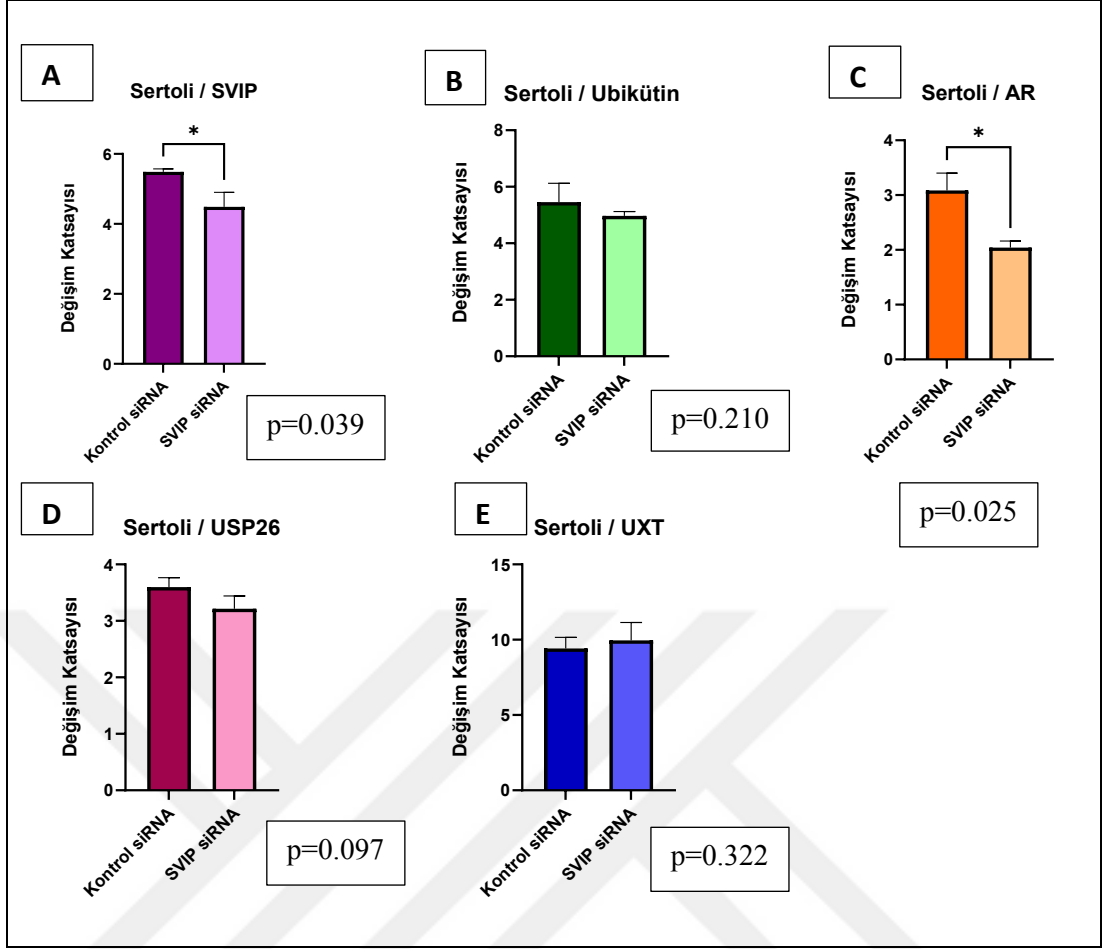 A
Sertoli / SVIP
*
Değişim Katsayısı
6
4
2
0
Kontrol siRNA
SVIP siRNA
p=0.039
B
Sertoli / Ubikütin
Değişim Katsayısı
8
6
4
2
0
Kontrol siRNA
SVIP siRNA
p=0.210
C
Sertoli / AR
*
Değişim Katsayısı
4
3
2
1
0
Kontrol siRNA
SVIP siRNA
p=0.025
D
Sertoli / USP26
Değişim Katsayısı
4
3
2
1
0
Kontrol siRNA
SVIP siRNA
p=0.097
E
Sertoli / UXT
Değişim Katsayısı
15
10
5
0
Kontrol siRNA
SVIP siRNA
p=0.322